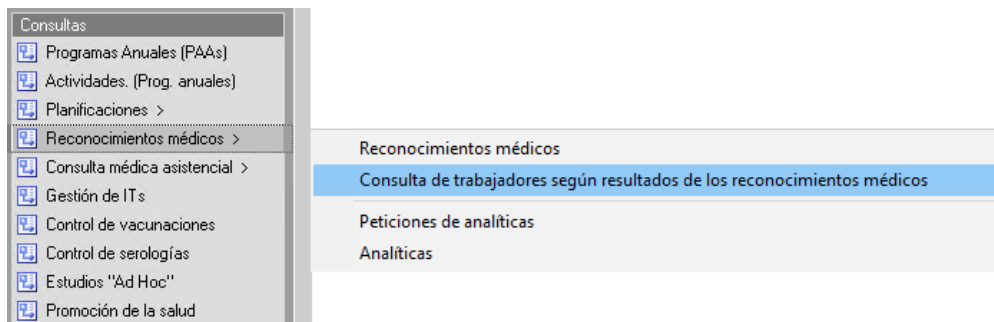 Consultas
Programas Anuales (PAAs)
Actividades. (Prog. anuales)
Planificaciones >
Reconocimientos médicos >
Consulta médica asistencial >
Gestión de ITs
Control de vacunaciones
Control de serologías
Estudios "Ad Hoc"
Promoción de la salud
Reconocimientos médicos
Consulta de trabajadores según resultados de los reconocimientos médicos
Peticiones de analíticas
Analíticas